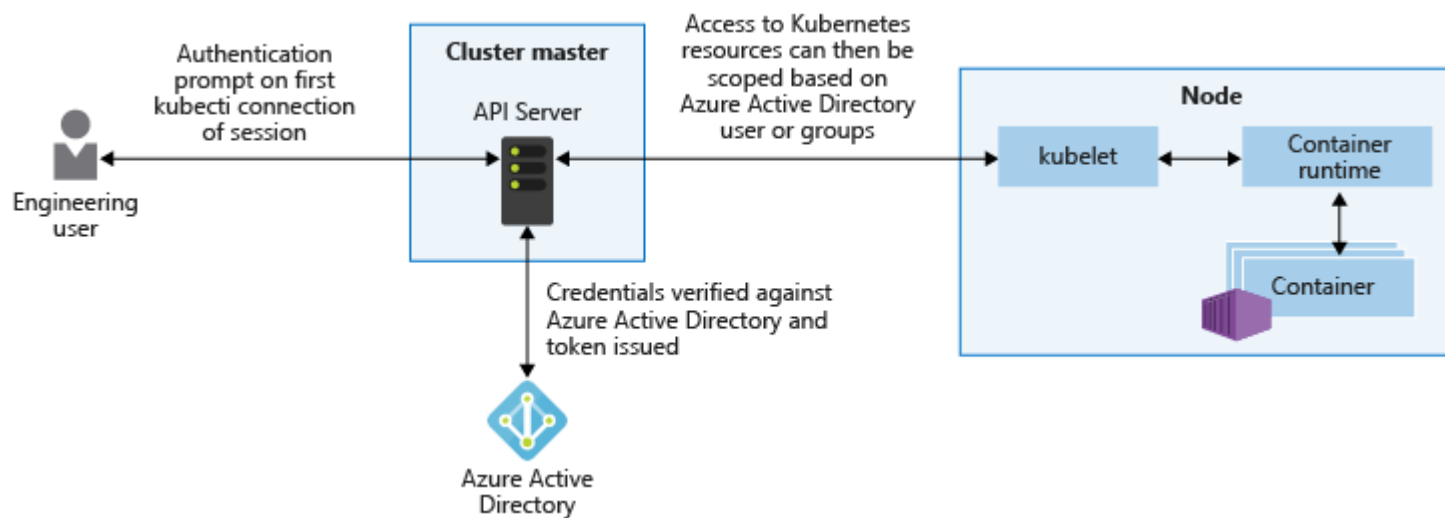 Authentication
prompt on first
kubecti connection
of session
Engineering
user
Cluster master
API Server
Access to Kubernetes
resources can then be
scoped based on
Azure Active Directory
user or groups
Credentials verified against
Azure Active Directory and
token issued
Azure Active
Directory
Node
kubelet
Container
runtime
Container